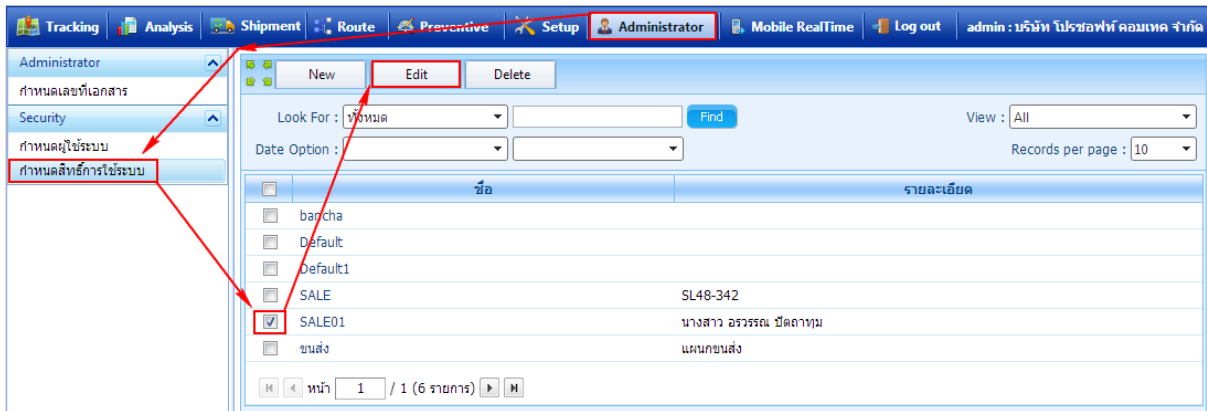 Tracking Analysis Shipment Route Preventive Setup Administrator Mobile RealTime Log out admin : บริษัท โปรซอฟท์ คอมเทค จำกัด
Administrator
กำหนดเลขที่เอกสาร
Security
กำหนดผู้ใช้ระบบ
กำหนดสิทธิ์การใช้ระบบ
New Edit Delete
Look For : ทั้งหมด Find View : All
Date Option : Records per page : 10
ชื่อ รายละเอียด
bancha
Default
Default1
SALE SL48-342
SALE01 นางสาว อรวรรณ ปัตถาทุม
ขนส่ง แผนกขนส่ง
หน้า 1 / 1 (6 รายการ)